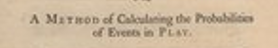 A METHOD of Calculating the Probabilities
of Events in PLAY.